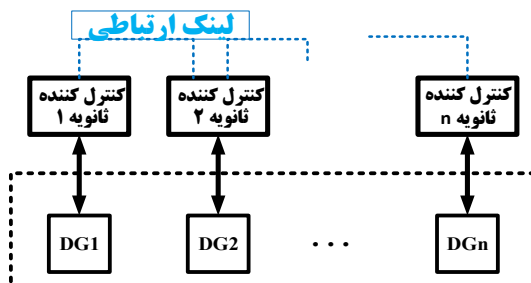 لینک ارتباطی
کنترل کننده
ثانویه ۱
کنترل کننده
ثانویه ۲
کنترل کننده
ثانویه n
DG1
DG2
...
DGn